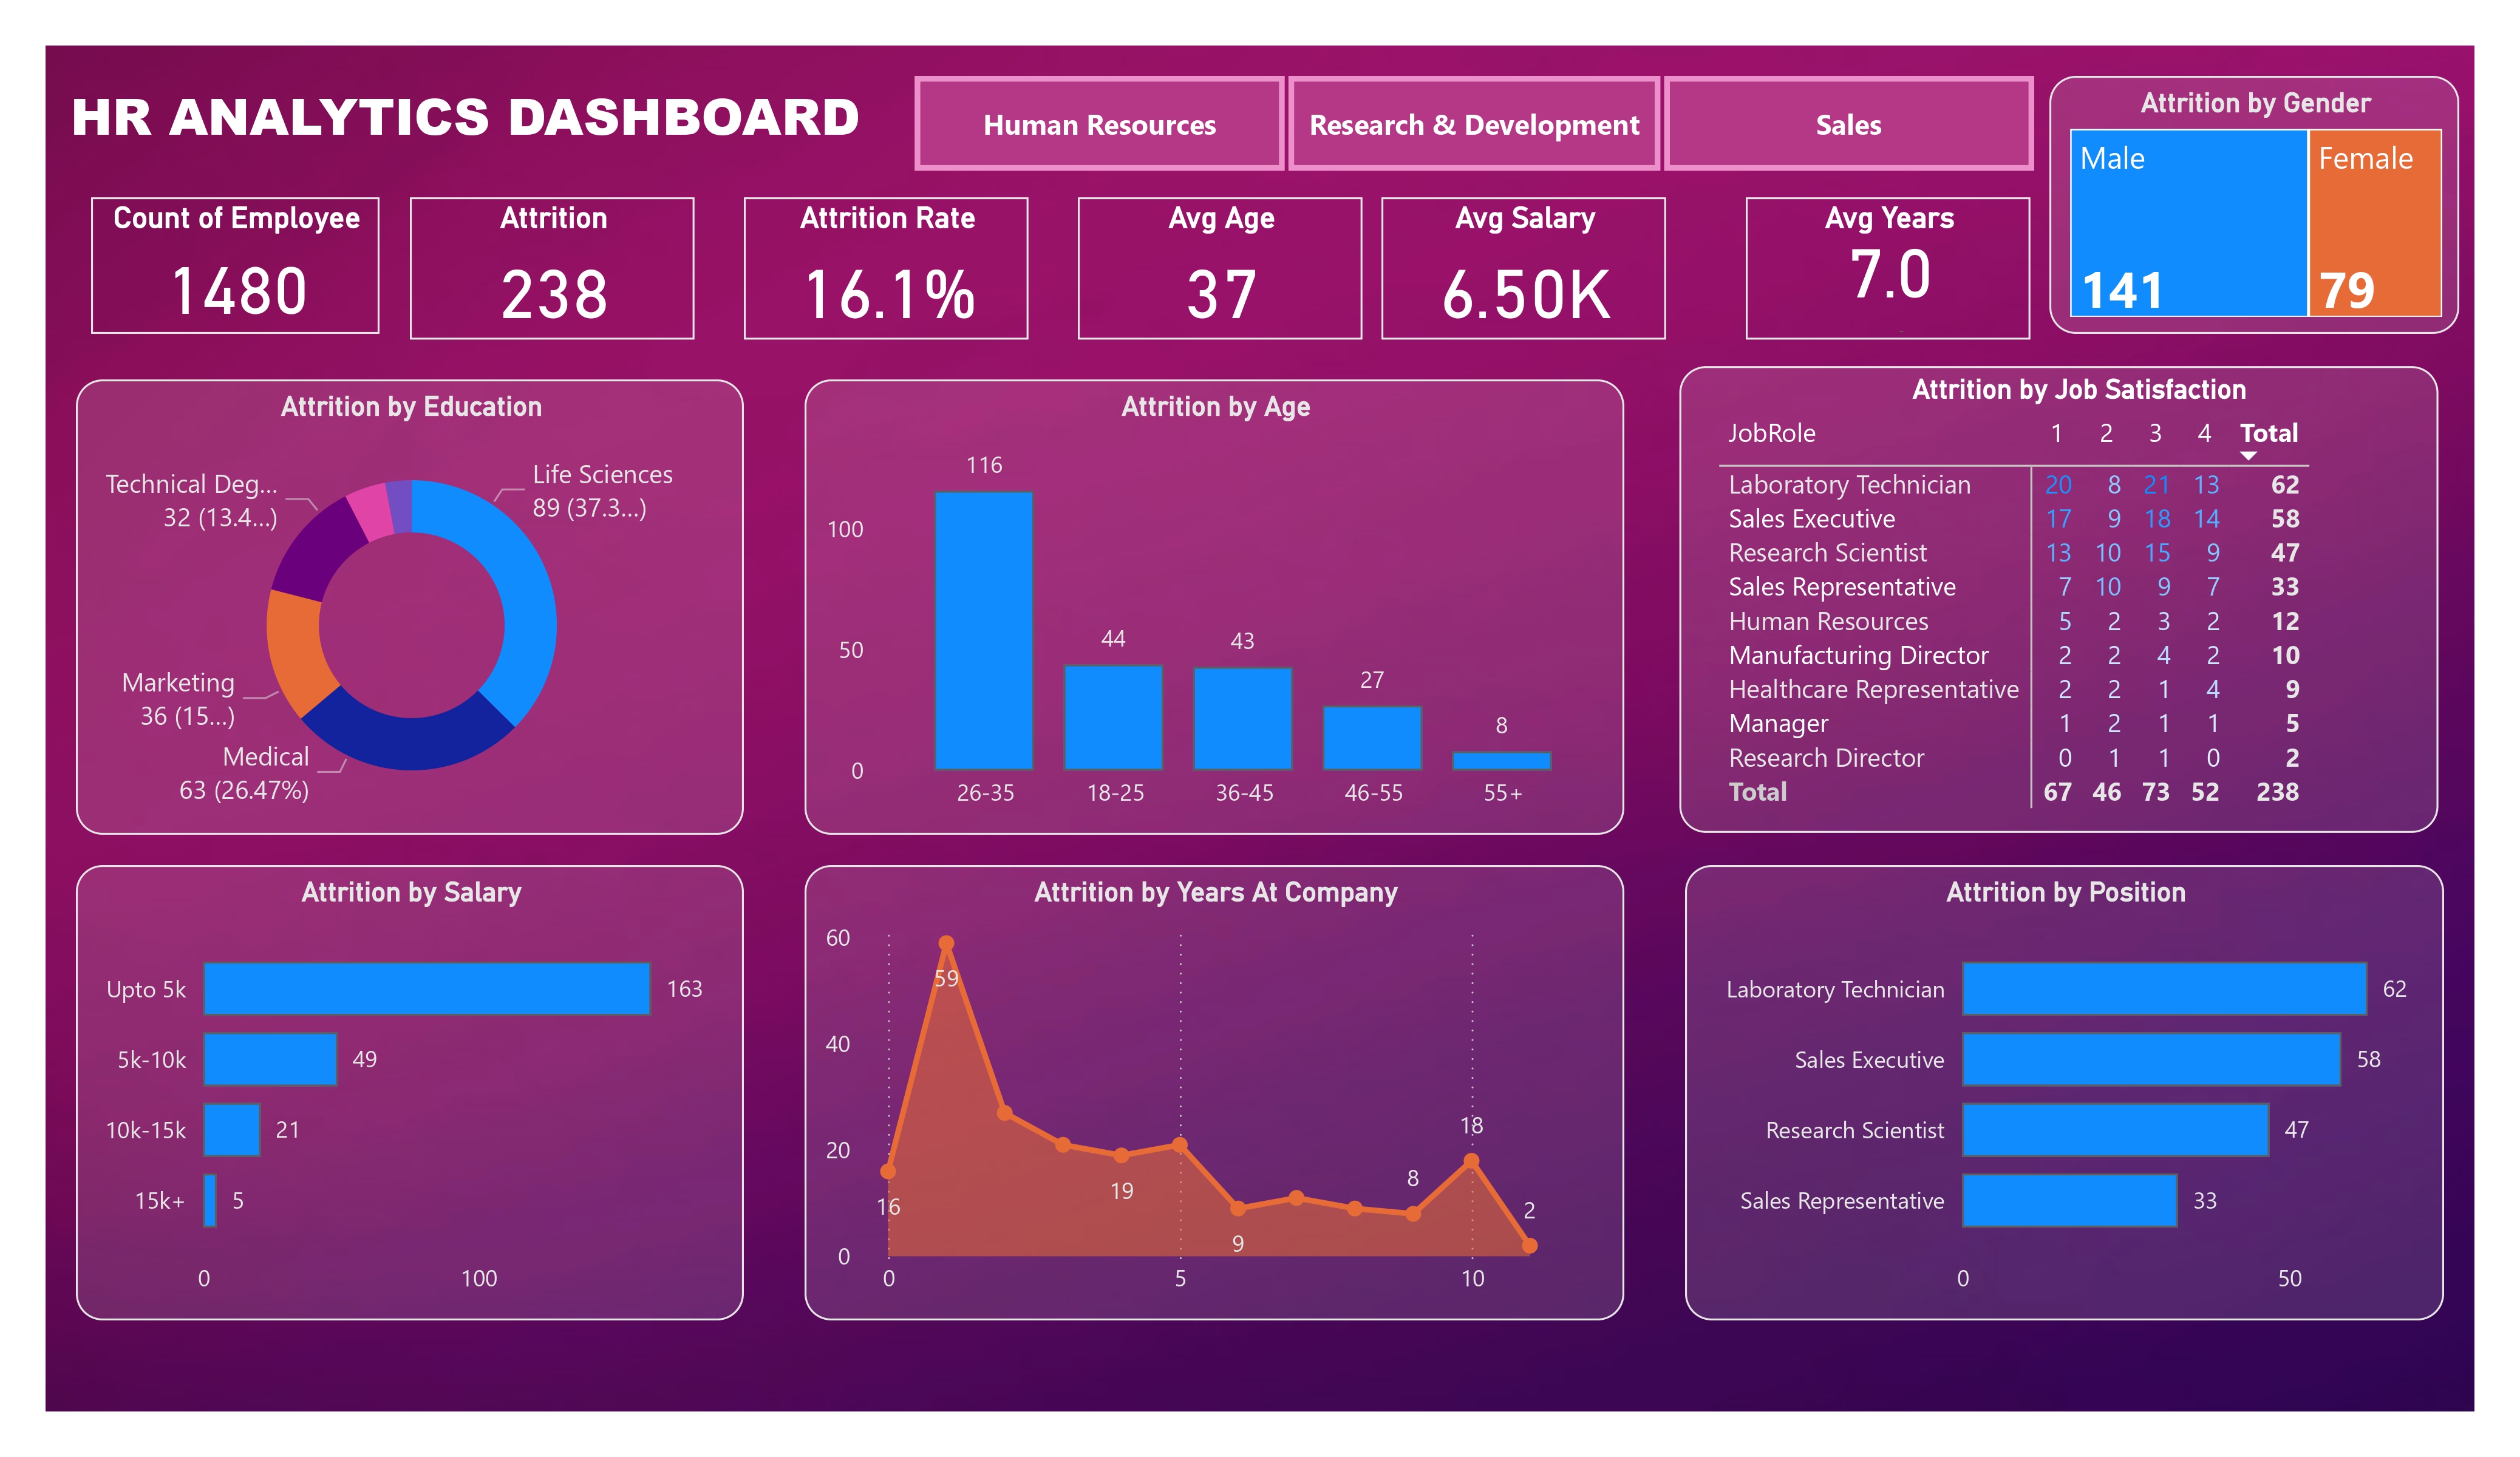 HR ANALYTICS DASHBOARD
Human Resources
Research & Development
Sales
Attrition by Gender
Male
141
Female
79
Count of Employee
1480
Attrition
238
Attrition Rate
16.1%
Avg Age
37
Avg Salary
6.50K
Avg Years
7.0
Attrition by Education
Technical Deg...
32 (13.4...)
Life Sciences
89 (37.3...)
Marketing
36 (15...)
Medical
63 (26.47%)
Attrition by Age
116
44
43
27
8
100
50
0
26-35 18-25 36-45 46-55 55+
Attrition by Job Satisfaction
JobRole 1 2 3 4 Total
Laboratory Technician 20 8 21 13 62
Sales Executive 17 9 18 14 58
Research Scientist 13 10 15 9 47
Sales Representative 7 10 9 7 33
Human Resources 5 2 3 2 12
Manufacturing Director 2 2 4 2 10
Healthcare Representative 2 2 1 4 9
Manager 1 2 1 1 5
Research Director 0 1 1 0 2
Total 67 46 73 52 238
Attrition by Salary
Upto 5k 163
5k-10k 49
10k-15k 21
15k+ 5
0 100
Attrition by Years At Company
60
40
20
0
59
16
19
9
8
18
2
0 5 10
Attrition by Position
Laboratory Technician 62
Sales Executive 58
Research Scientist 47
Sales Representative 33
0 50